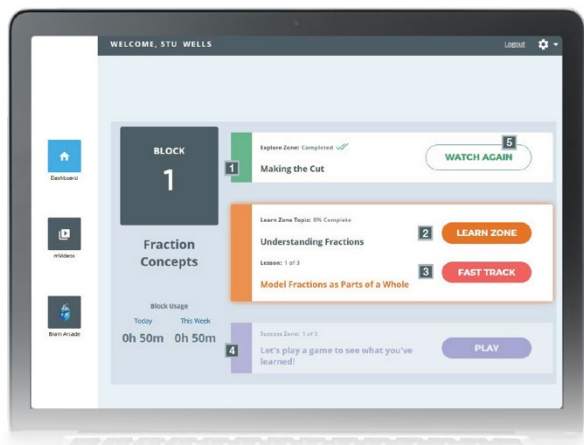 WELCOME, STU WELLS
Logout
Dashboard
mVideos
Brain Arcade
BLOCK
1
Fraction
Concepts
Block Usage
Today This Week
0h 50m 0h 50m
1
Explore Zone: Completed
Making the Cut
5
WATCH AGAIN
Learn Zone Topic: 0% Complete
Understanding Fractions
Lesson: 1 of 3
Model Fractions as Parts of a Whole
2
LEARN ZONE
3
FAST TRACK
4
Success Zone: 1 of 2
Let's play a game to see what you've
learned!
PLAY